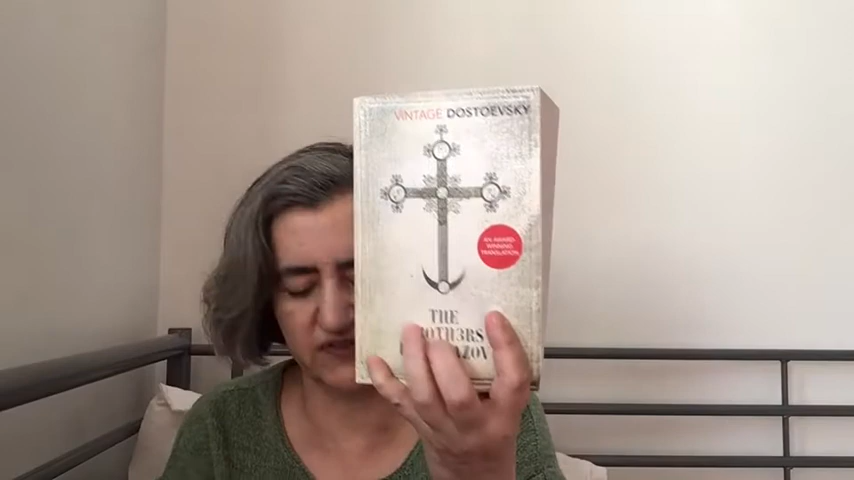 VINTAGE DOSTOEVSKY
AN AWARD-
WINNING
TRANSLATION
THE